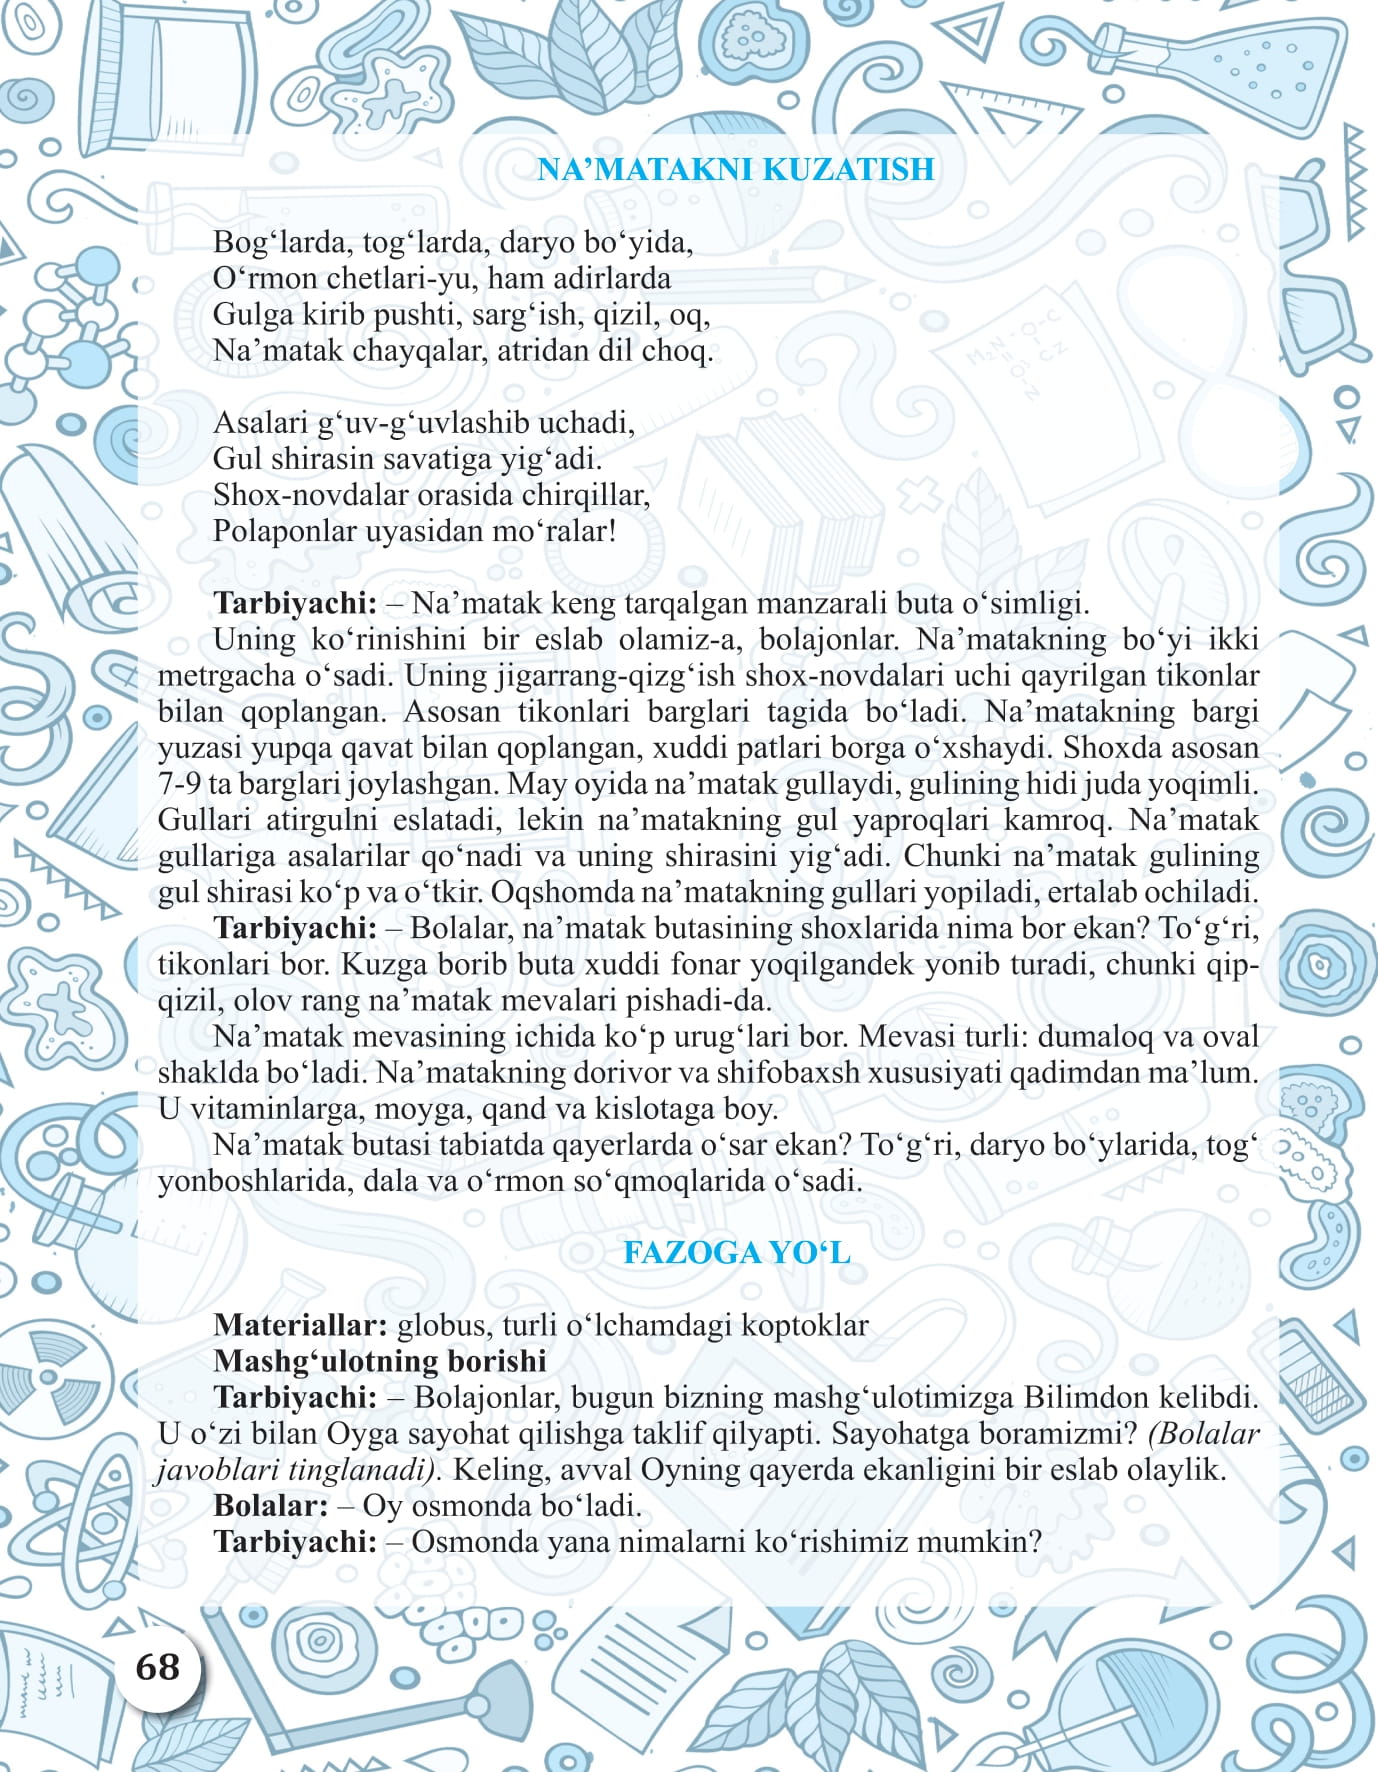 NA’MATAKNI KUZATISH
Bog‘larda, tog‘larda, daryo bo‘yida,
O‘rmon chetlari-yu, ham adirlarda
Gulga kirib pushti, sarg‘ish, qizil, oq,
Na’matak chayqalar, atridan dil choq.
Asalari g‘uv-g‘uvlashib uchadi,
Gul shirasin savatiga yig‘adi.
Shox-novdalar orasida chirqillar,
Polaponlar uyasidan mo‘ralar!
Tarbiyachi: – Na’matak keng tarqalgan manzarali buta o‘simligi.
Uning ko‘rinishini bir eslab olamiz-a, bolajonlar. Na’matakning bo‘yi ikki
metrgacha o‘sadi. Uning jigarrang-qizg‘ish shox-novdalari uchi qayrilgan tikonlar
bilan qoplangan. Asosan tikonlari barglari tagida bo‘ladi. Na’matakning bargi
yuzasi yupqa qavat bilan qoplangan, xuddi patlari borga o‘xshaydi. Shoxda asosan
7-9 ta barglari joylashgan. May oyida na’matak gullaydi, gulining hidi juda yoqimli.
Gullari atirgulni eslatadi, lekin na’matakning gul yaproqlari kamroq. Na’matak
gullariga asalarilar qo‘nadi va uning shirasini yig‘adi. Chunki na’matak gulining
gul shirasi ko‘p va o‘tkir. Oqshomda na’matakning gullari yopiladi, ertalab ochiladi.
Tarbiyachi: – Bolalar, na’matak butasining shoxlarida nima bor ekan? To‘g‘ri,
tikonlari bor. Kuzga borib buta xuddi fonar yoqilgandek yonib turadi, chunki qip-
qizil, olov rang na’matak mevalari pishadi-da.
Na’matak mevasining ichida ko‘p urug‘lari bor. Mevasi turli: dumaloq va oval
shaklda bo‘ladi. Na’matakning dorivor va shifobaxsh xususiyati qadimdan ma’lum.
U vitaminlarga, moyga, qand va kislotaga boy.
Na’matak butasi tabiatda qayerlarda o‘sar ekan? To‘g‘ri, daryo bo‘ylarida, tog‘
yonboshlarida, dala va o‘rmon so‘qmoqlarida o‘sadi.
FAZOGA YO‘L
Materiallar: globus, turli o‘lchamdagi koptoklar
Mashg‘ulotning borishi
Tarbiyachi: – Bolajonlar, bugun bizning mashg‘ulotimizga Bilimdon kelibdi.
U o‘zi bilan Oyga sayohat qilishga taklif qilyapti. Sayohatga boramizmi? (Bolalar
javoblari tinglanadi). Keling, avval Oyning qayerda ekanligini bir eslab olaylik.
Bolalar: – Oy osmonda bo‘ladi.
Tarbiyachi: – Osmonda yana nimalarni ko‘rishimiz mumkin?
68